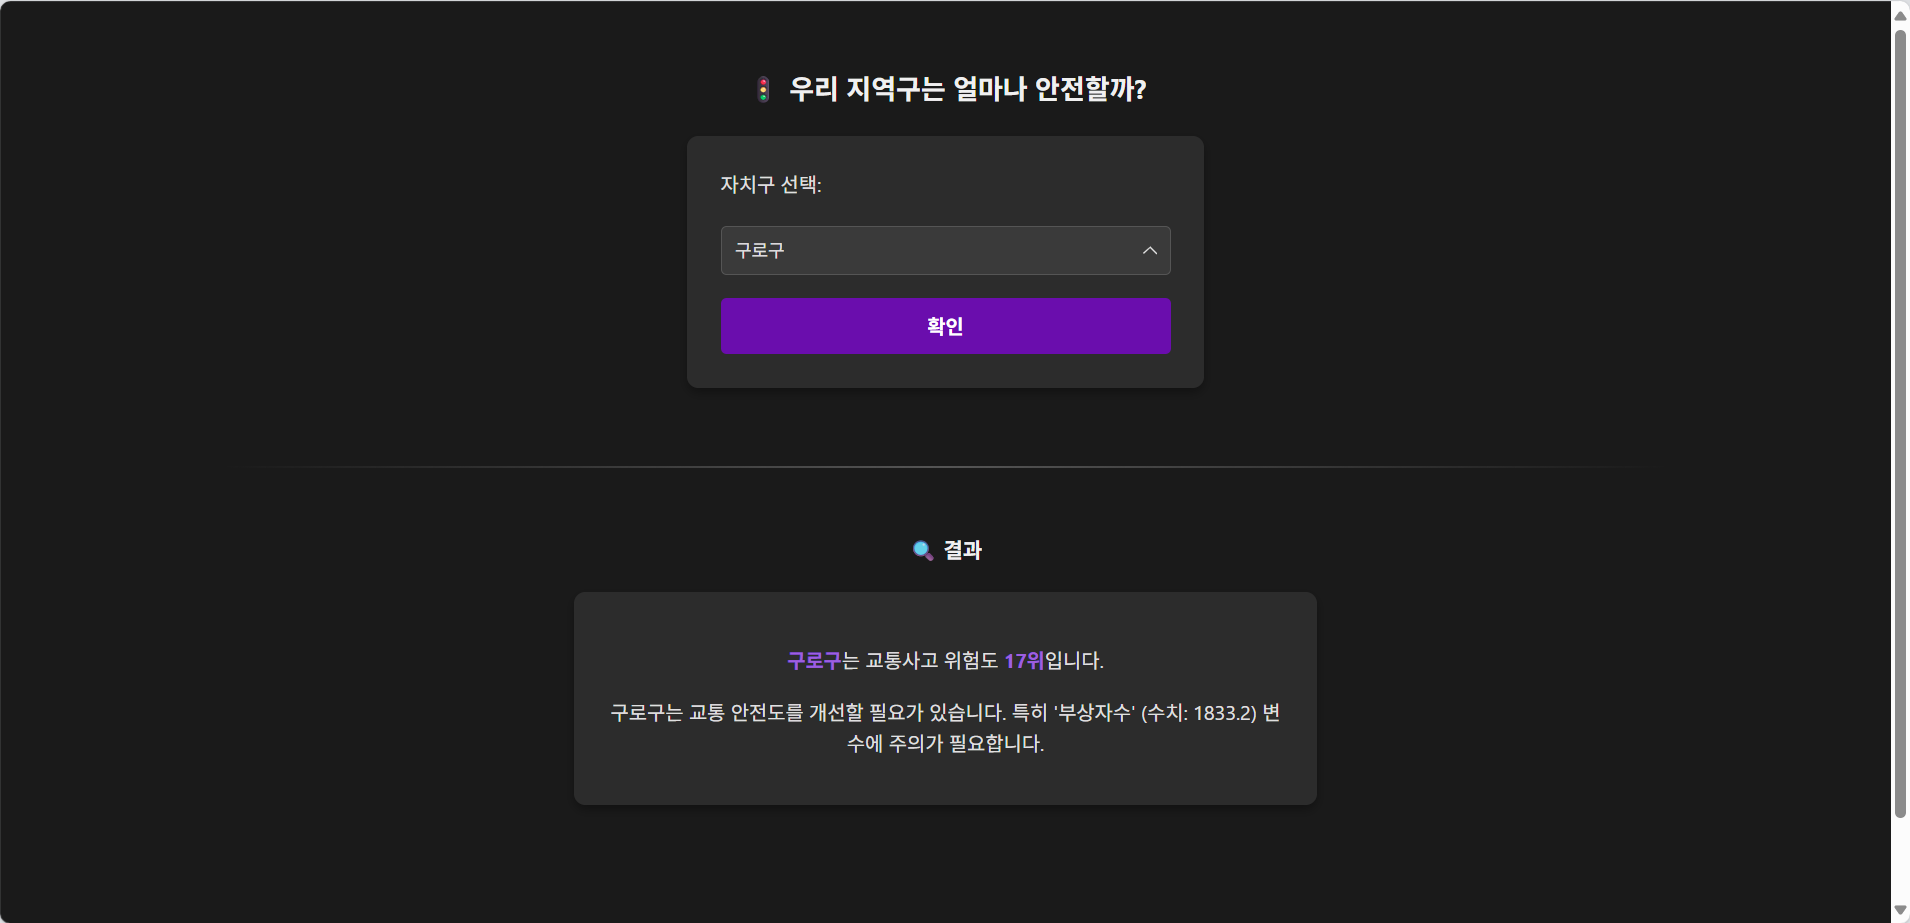 🚦 우리 지역구는 얼마나 안전할까?
자치구 선택:
구로구
확인
🔍 결과
구로구는 교통사고 위험도 17위입니다.
구로구는 교통 안전도를 개선할 필요가 있습니다. 특히 '부상자수' (수치: 1833.2) 변
수에 주의가 필요합니다.